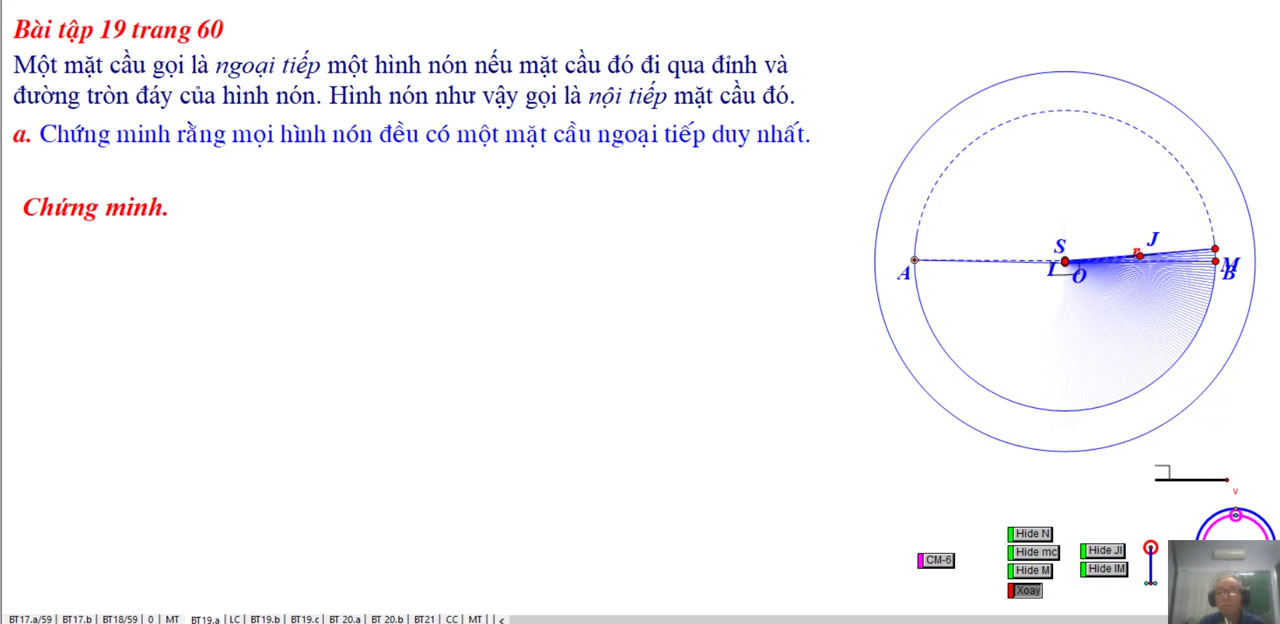 Bài tập 19 trang 60
Một mặt cầu gọi là ngoại tiếp một hình nón nếu mặt cầu đó đi qua đỉnh và
đường tròn đáy của hình nón. Hình nón như vậy gọi là nội tiếp mặt cầu đó.
a. Chứng minh rằng mọi hình nón đều có một mặt cầu ngoại tiếp duy nhất.
Chứng minh.
S
r
J
A
I
O
M
B
V
CM-6
Hide N
Hide mc
Hide M
Xoay
Hide JI
Hide IM
BT17.a/59 | BT17.b | BT18/59 | 0 | MT | BT19.a | LC | BT19.b | BT19.c | BT 20.a | BT 20.b | BT21 | CC | MT | | <